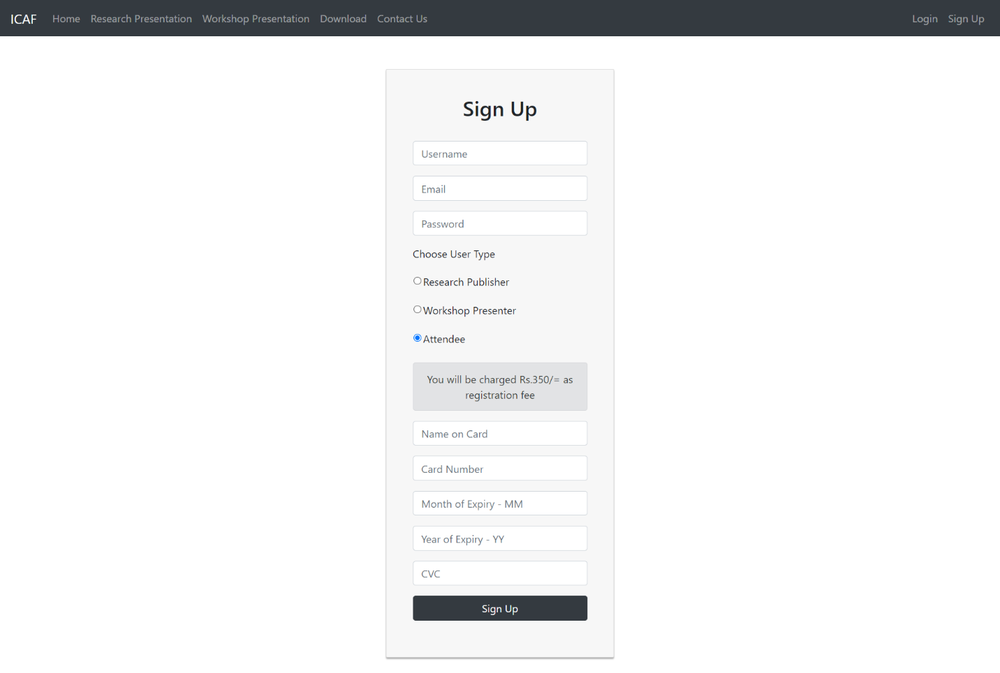 ICAF Home Research Presentation Workshop Presentation Download Contact Us Login Sign Up
Sign Up
Username
Email
Password
Choose User Type
Research Publisher
Workshop Presenter
Attendee
You will be charged Rs.350/= as
registration fee
Name on Card
Card Number
Month of Expiry - MM
Year of Expiry - YY
CVC
Sign Up